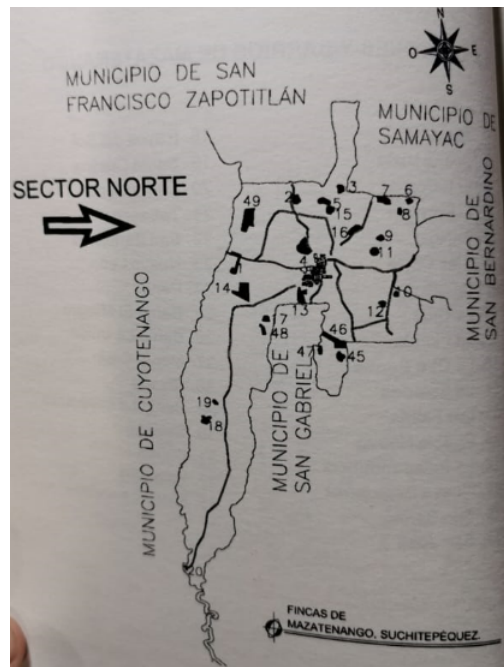 N
O E
S
MUNICIPIO DE SAN
FRANCISCO ZAPOTITLÁN
MUNICIPIO DE
SAMAYAC
SECTOR NORTE
MUNICIPIO DE
SAN BERNARDINO
49
2
5
3
15
7
6
8
16
9
11
4
1
14
13
10
12
17
48
46
47
45
19
18
20
MUNICIPIO DE CUYOTENANGO
MUNICIPIO DE
SAN GABRIEL
FINCAS DE
MAZATENANGO, SUCHITEPÉQUEZ.